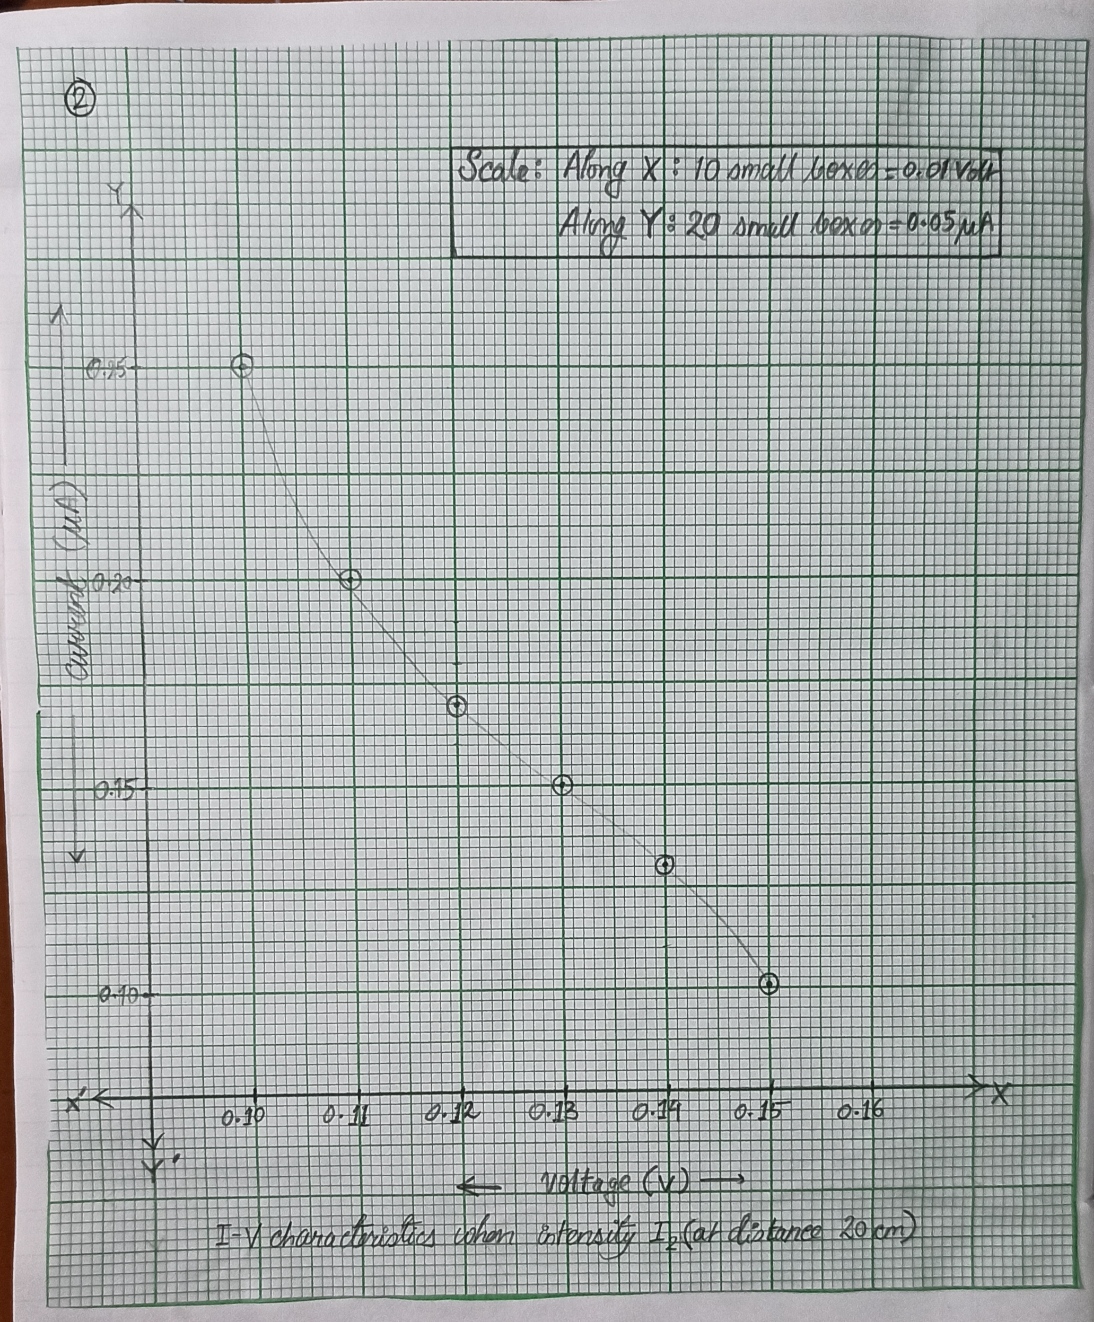 ②
Scale: Along X: 10 small boxes = 0.01 Volt
Along Y: 20 small boxes = 0.05 μA
Y
0.25
current (μA)
0.20
0.15
0.10
X' X
0.10 0.11 0.12 0.13 0.14 0.15 0.16
Y'
voltage (V)
I-V characteristics when intensity I₂ (at distance 20 cm)